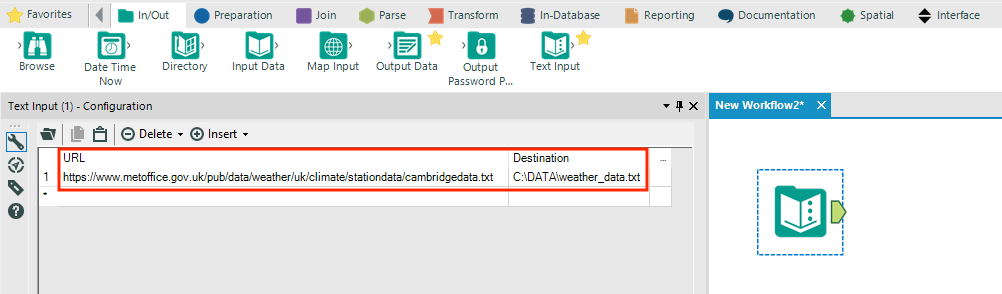 Favorites In/Out Preparation Join Parse Transform In-Database Reporting Documentation Spatial Interface
Browse Date Time Directory Input Data Map Input Output Data Output Text Input
Now Password P...
Text Input (1) - Configuration
New Workflow2* X
Delete Insert
URL Destination ...
1 https://www.metoffice.gov.uk/pub/data/weather/uk/climate/stationdata/cambridgedata.txt C:\DATA\weather_data.txt
*